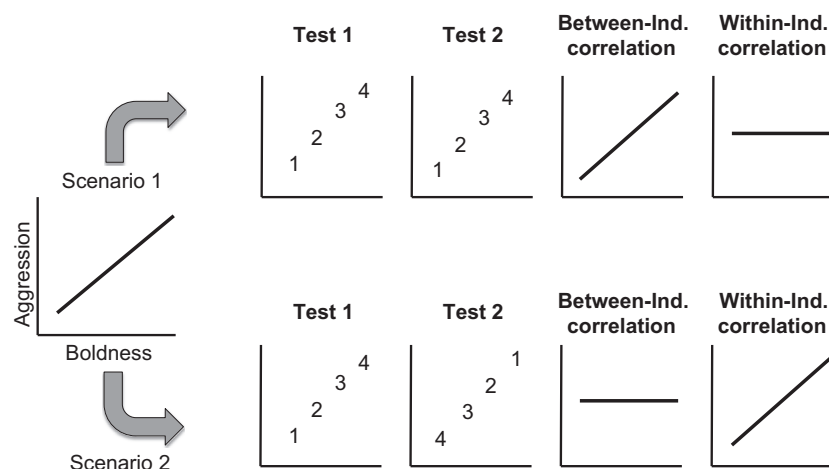 Test 1
Test 2
Between-Ind.
correlation
Within-Ind.
correlation
4
3
2
1
4
3
2
1
Scenario 1
Aggression
Boldness
Test 1
Test 2
Between-Ind.
correlation
Within-Ind.
correlation
4
3
2
1
1
2
3
4
Scenario 2